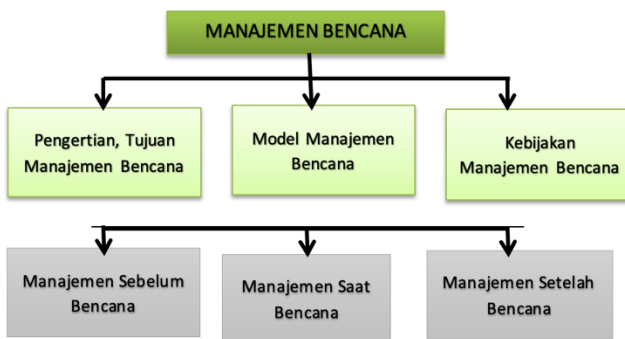 MANAJEMEN BENCANA
Pengertian, Tujuan
Manajemen Bencana
Model Manajemen
Bencana
Kebijakan
Manajemen Bencana
Manajemen Sebelum
Bencana
Manajemen Saat
Bencana
Manajemen Setelah
Bencana